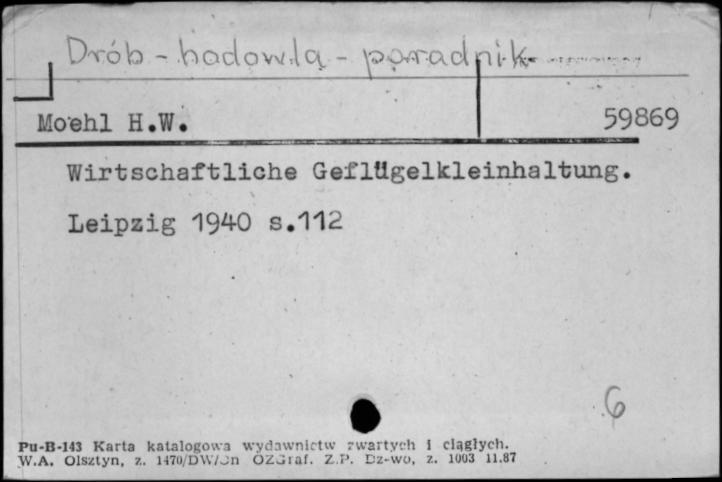 Drób - hodowla - poradnik
Moehl H.W. 59869
Wirtschaftliche Geflügelkleinhaltung.
Leipzig 1940 s.112
6
Pu-B-143 Karta katalogowa wydawnictw zwartych i ciągłych.
W.A. Olsztyn, z. 1470/DW/Jn OZGraf. Z.P. Dz-wo, z. 1003 11.87